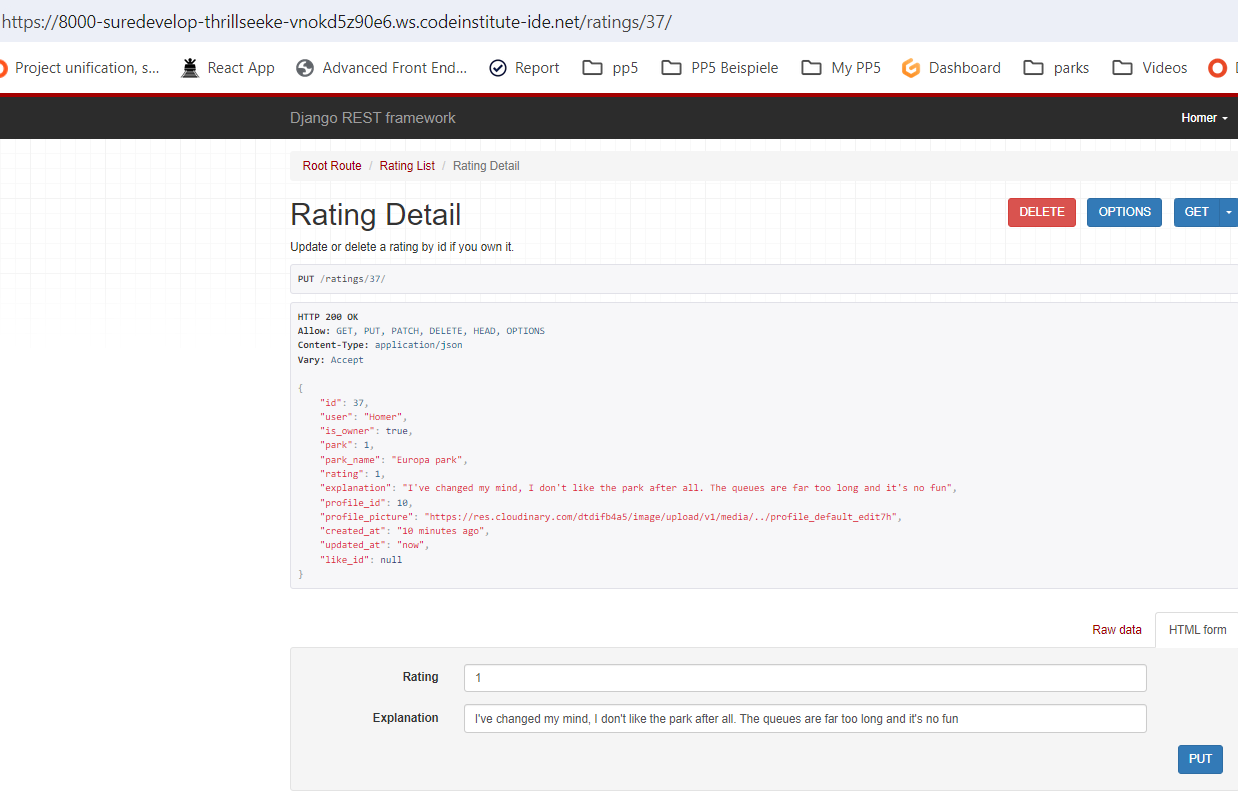 https://8000-suredevelop-thrillseeke-vnokd5z90e6.ws.codeinstitute-ide.net/ratings/37/
Project unification, s... React App Advanced Front End... Report pp5 PP5 Beispiele My PP5 Dashboard parks Videos
Django REST framework Homer
Root Route / Rating List / Rating Detail
Rating Detail DELETE OPTIONS GET
Update or delete a rating by id if you own it.
PUT /ratings/37/
HTTP 200 OK
Allow: GET, PUT, PATCH, DELETE, HEAD, OPTIONS
Content-Type: application/json
Vary: Accept
{
"id": 37,
"user": "Homer",
"is_owner": true,
"park": 1,
"park_name": "Europa park",
"rating": 1,
"explanation": "I've changed my mind, I don't like the park after all. The queues are far too long and it's no fun",
"profile_id": 10,
"profile_picture": "https://res.cloudinary.com/dtdifb4a5/image/upload/v1/media/../profile_default_edit7h",
"created_at": "10 minutes ago",
"updated_at": "now",
"like_id": null
}
Raw data HTML form
Rating 1
Explanation I've changed my mind, I don't like the park after all. The queues are far too long and it's no fun
PUT